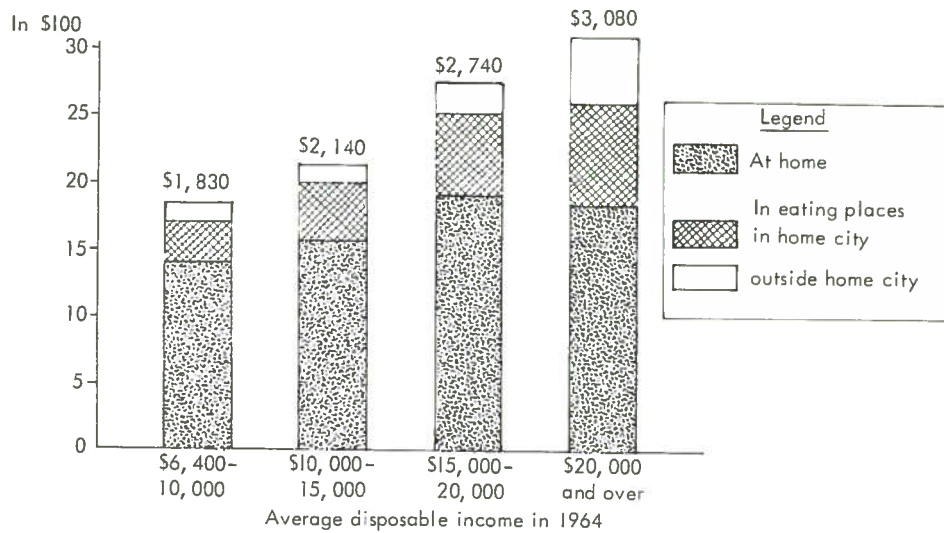 In $100
30
25
20
15
10
5
0
$1, 830
$2, 140
$2, 740
$3, 080
Legend
At home
In eating places
in home city
outside home city
$6, 400-
10, 000
$10, 000-
15, 000
$15, 000-
20, 000
$20, 000
and over
Average disposable income in 1964